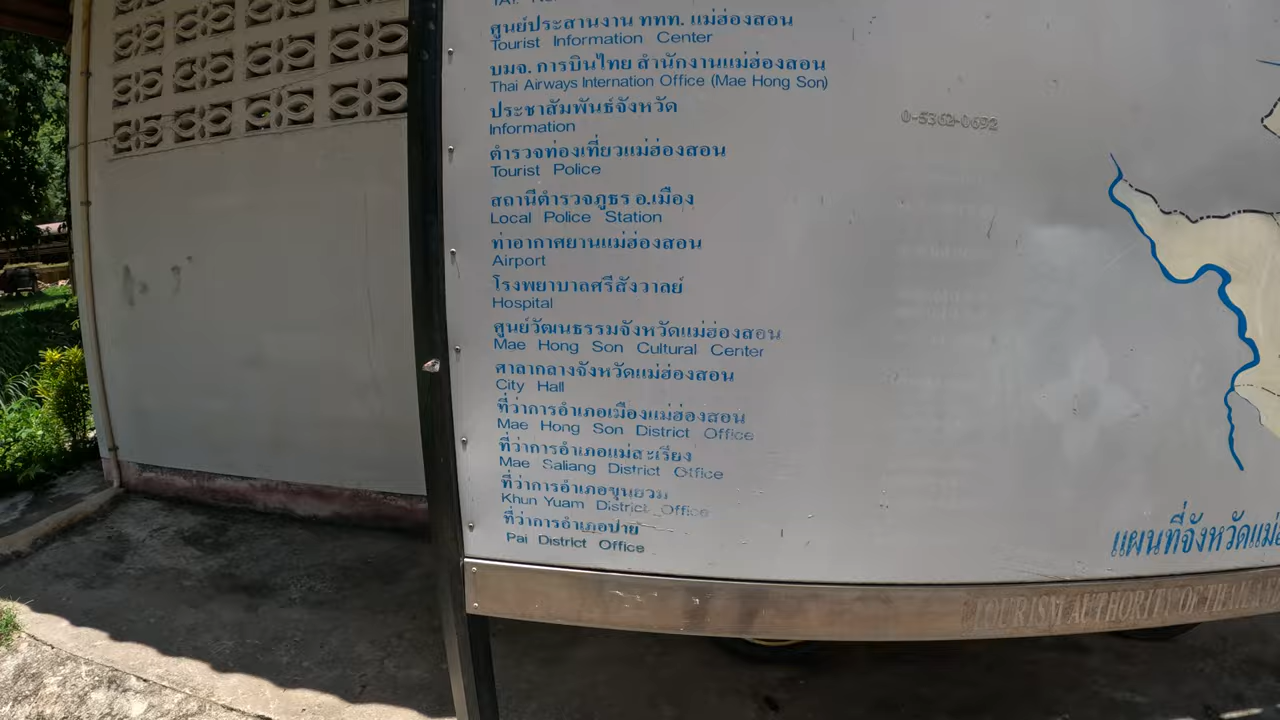 ศูนย์ประสานงาน ททท. แม่ฮ่องสอน
Tourist Information Center
บมจ. การบินไทย สำนักงานแม่ฮ่องสอน
Thai Airways Internation Office (Mae Hong Son)
ประชาสัมพันธ์จังหวัด
Information
0-5362-0692
ตำรวจท่องเที่ยวแม่ฮ่องสอน
Tourist Police
สถานีตำรวจภูธร อ.เมือง
Local Police Station
ท่าอากาศยานแม่ฮ่องสอน
Airport
โรงพยาบาลศรีสังวาลย์
Hospital
ศูนย์วัฒนธรรมจังหวัดแม่ฮ่องสอน
Mae Hong Son Cultural Center
ศาลากลางจังหวัดแม่ฮ่องสอน
City Hall
ที่ว่าการอำเภอเมืองแม่ฮ่องสอน
Mae Hong Son District Office
ที่ว่าการอำเภอแม่สะเรียง
Mae Saliang District Office
ที่ว่าการอำเภอขุนยวม
Khun Yuam District Office
ที่ว่าการอำเภอปาย
Pai District Office
แผนที่จังหวัดแม่
TOURISM AUTHORITY OF THAILAND